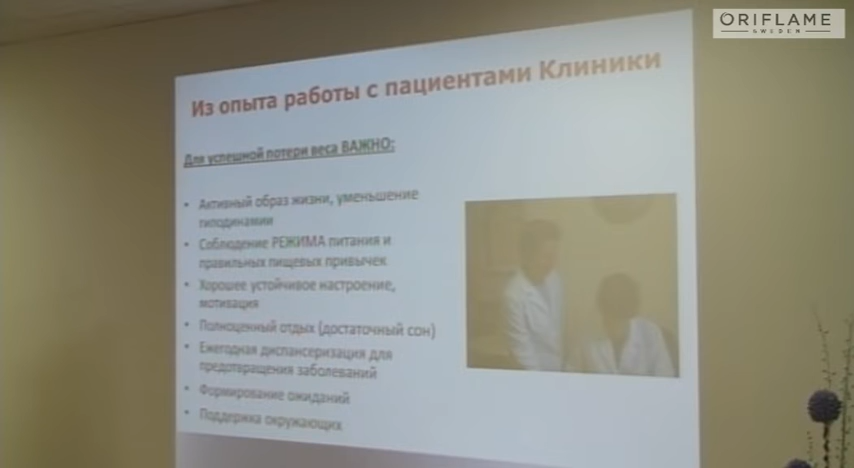 ORIFLAME
SWEDEN
Из опыта работы с пациентами Клиники
Для успешной потери веса ВАЖНО:
• Активный образ жизни, уменьшение
гиподинамии
• Соблюдение РЕЖИМА питания и
правильных пищевых привычек
• Хорошее устойчивое настроение,
мотивация
• Полноценный отдых (достаточный сон)
• Ежегодная диспансеризация для
предотвращения заболеваний
• Формирование ожиданий
• Поддержка окружающих